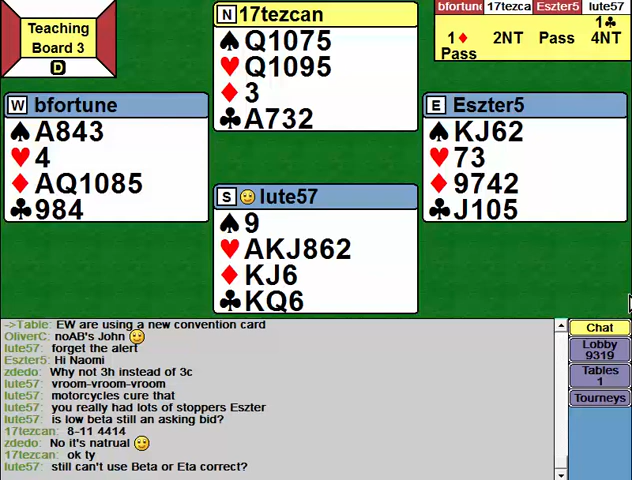 Teaching
Board 3
D
N 17tezcan
♠ Q1075
♥ Q1095
♦ 3
♣ A732
bfortune 17tezca Eszter5 lute57
1♣
1♦ 2NT Pass 4NT
Pass
W bfortune
♠ A843
♥ 4
♦ AQ1085
♣ 984
E Eszter5
♠ KJ62
♥ 73
♦ 9742
♣ J105
S lute57
♠ 9
♥ AKJ862
♦ KJ6
♣ KQ6
->Table: EW are using a new convention card
OliverC: noAB's John
lute57: forget the alert
Eszter5: Hi Naomi
zdedo: Why not 3h instead of 3c
lute57: vroom-vroom-vroom
lute57: motorcycles cure that
lute57: you really had lots of stoppers Eszter
lute57: is low beta still an asking bid?
17tezcan: 8-11 4414
zdedo: No it's natrual
17tezcan: ok ty
lute57: still can't use Beta or Eta correct?
Chat
Lobby
9319
Tables
1
Tourneys